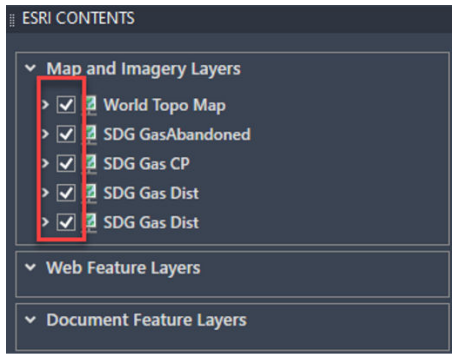 ESRI CONTENTS
Map and Imagery Layers
World Topo Map
SDG GasAbandoned
SDG Gas CP
SDG Gas Dist
SDG Gas Dist
Web Feature Layers
Document Feature Layers